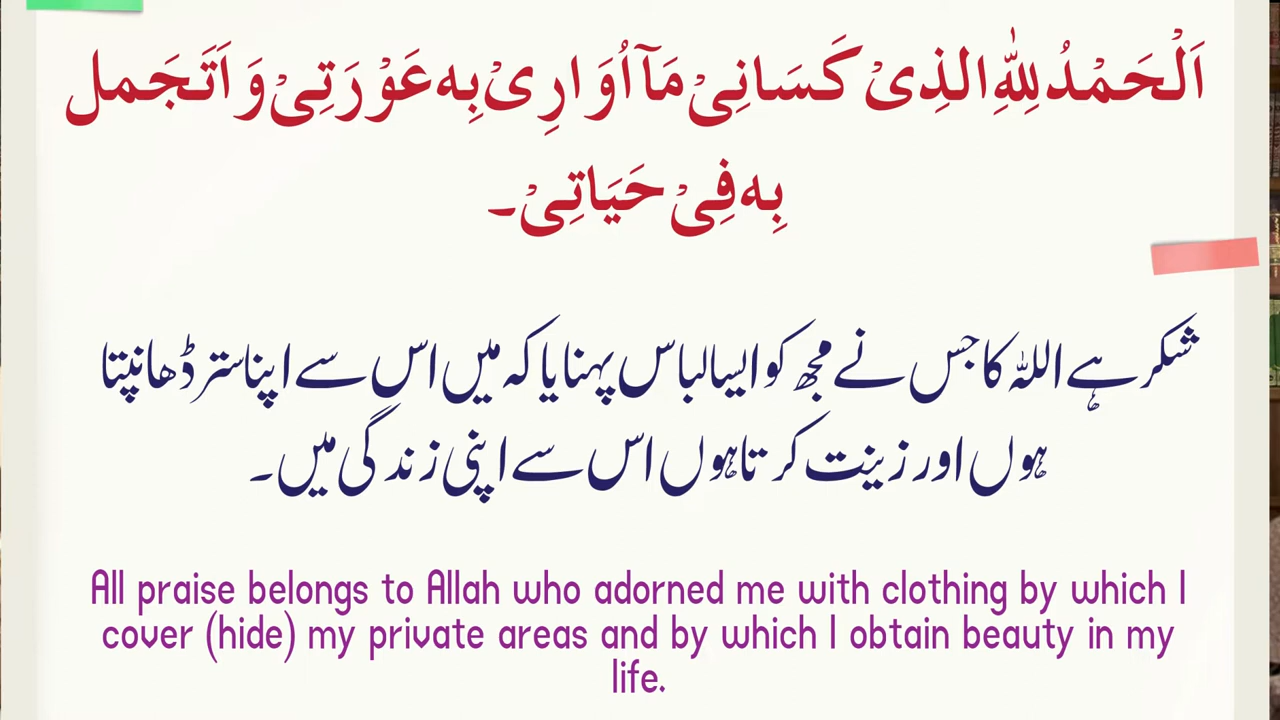 اَلْحَمْدُ لِلّٰهِ الذِیْ کَسَانِیْ مَآ اُوَارِیْ بِه عَوْرَتِیْ وَ اَتَجَمل
بِه فِیْ حَیَاتِیْ۔
شکر ہے اللہ کا جس نے مجھ کو ایسا لباس پہنایا کہ میں اس سے اپنا ستر ڈھانپتا
ہوں اور زینت کرتا ہوں اس سے اپنی زندگی میں۔
All praise belongs to Allah who adorned me with clothing by which I
cover (hide) my private areas and by which I obtain beauty in my
life.